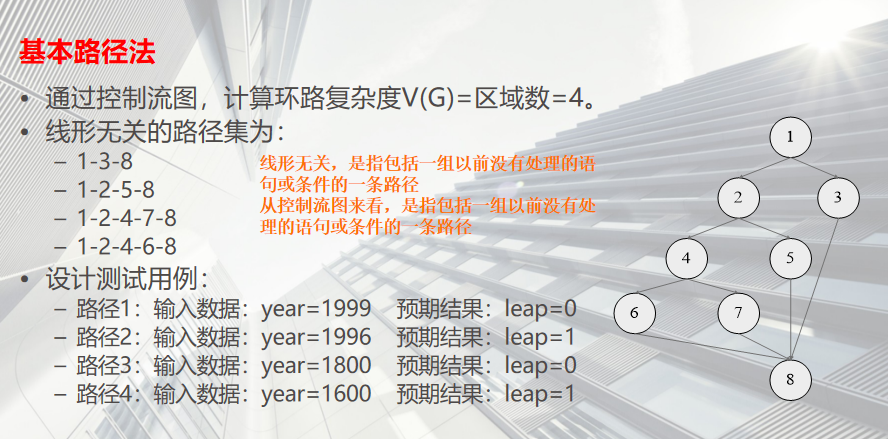 基本路径法
• 通过控制流图，计算环路复杂度V(G)=区域数=4。
• 线形无关的路径集为：
– 1-3-8
– 1-2-5-8
– 1-2-4-7-8
– 1-2-4-6-8
线形无关，是指包括一组以前没有处理的语
句或条件的一条路径
从控制流图来看，是指包括一组以前没有处
理的语句或条件的一条路径
• 设计测试用例：
– 路径1：输入数据：year=1999 预期结果：leap=0
– 路径2：输入数据：year=1996 预期结果：leap=1
– 路径3：输入数据：year=1800 预期结果：leap=0
– 路径4：输入数据：year=1600 预期结果：leap=1
1
2
3
4
5
6
7
8